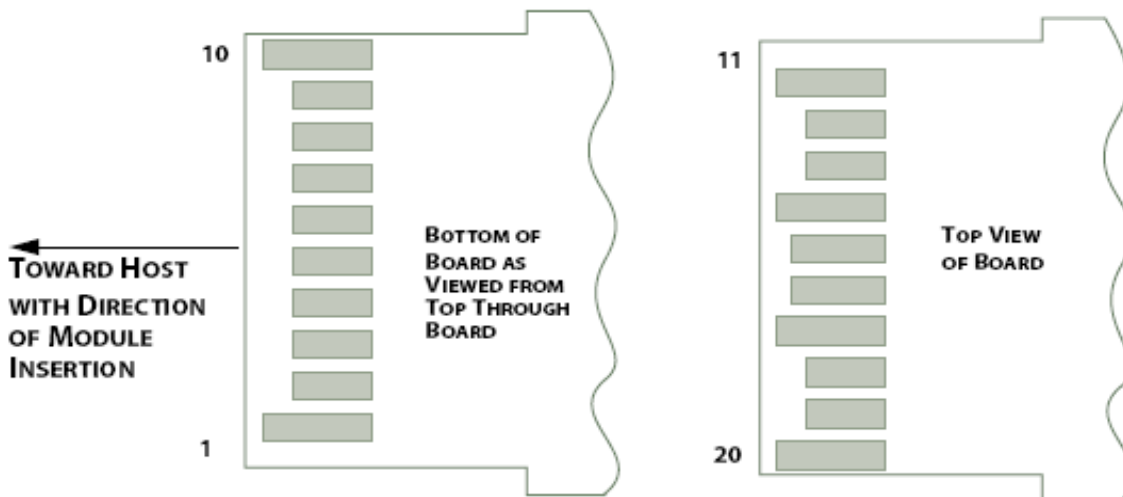 10
BOTTOM OF
BOARD AS
VIEWED FROM
TOP THROUGH
BOARD
TOWARD HOST
WITH DIRECTION
OF MODULE
INSERTION
1
11
TOP VIEW
OF BOARD
20